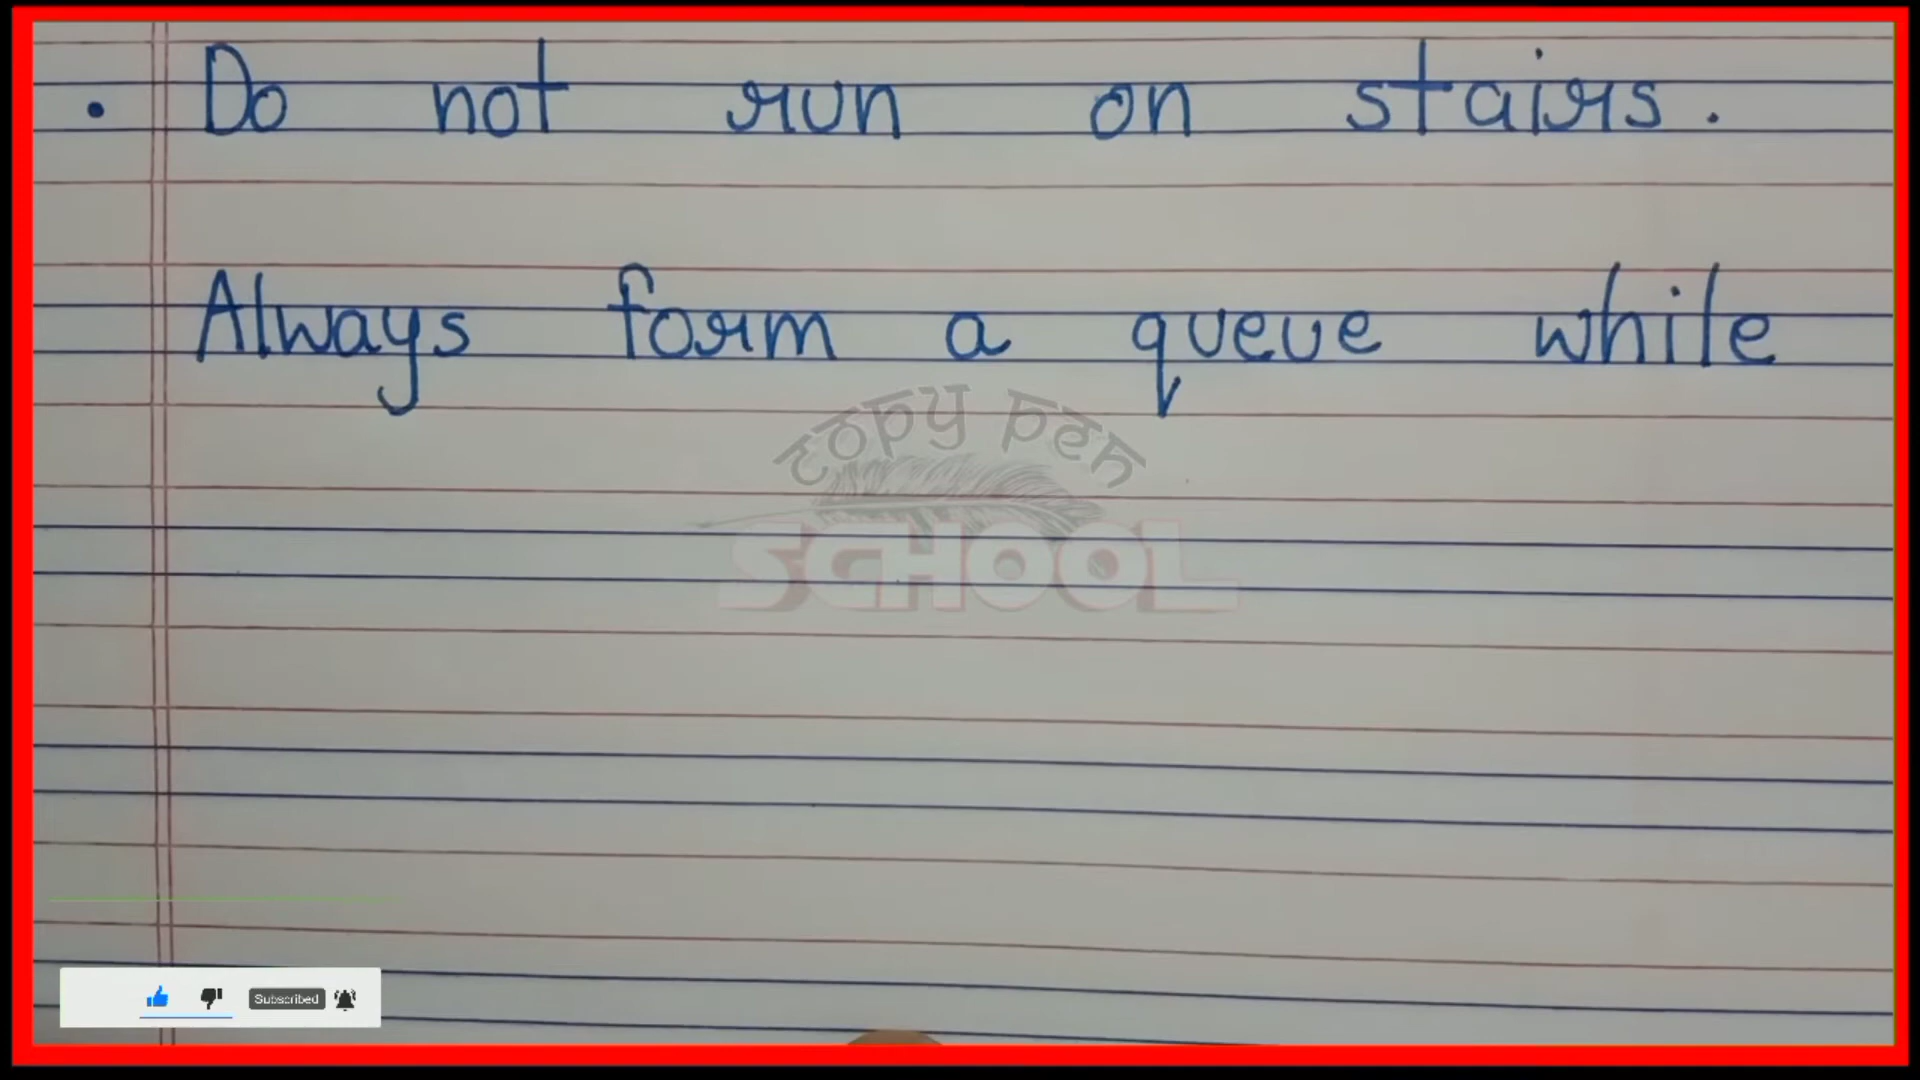 • Do not run on stairs.
Always form a queue while
copy pen
SCHOOL
Subscribed